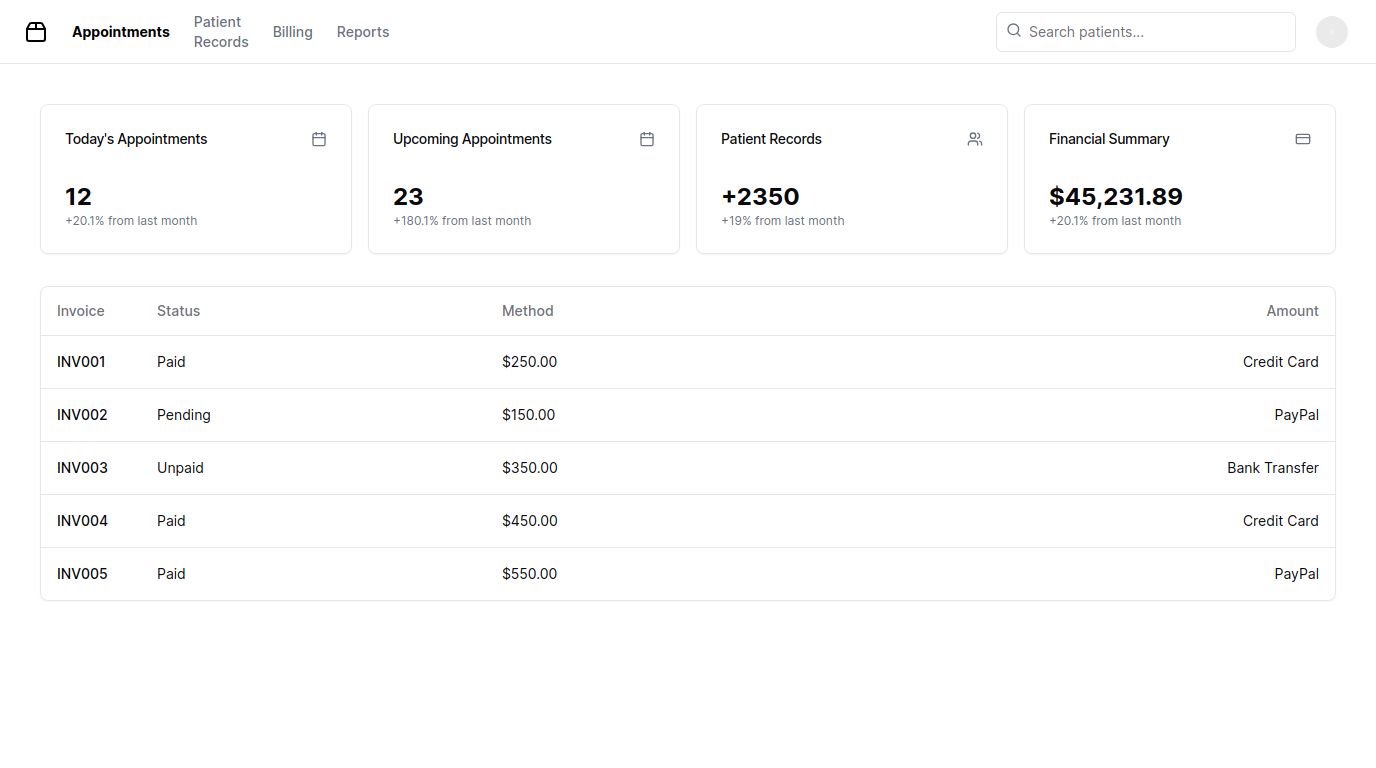 Appointments Patient Records Billing Reports Search patients...
Today's Appointments
12
+20.1% from last month
Upcoming Appointments
23
+180.1% from last month
Patient Records
+2350
+19% from last month
Financial Summary
$45,231.89
+20.1% from last month
Invoice Status Method Amount
INV001 Paid $250.00 Credit Card
INV002 Pending $150.00 PayPal
INV003 Unpaid $350.00 Bank Transfer
INV004 Paid $450.00 Credit Card
INV005 Paid $550.00 PayPal